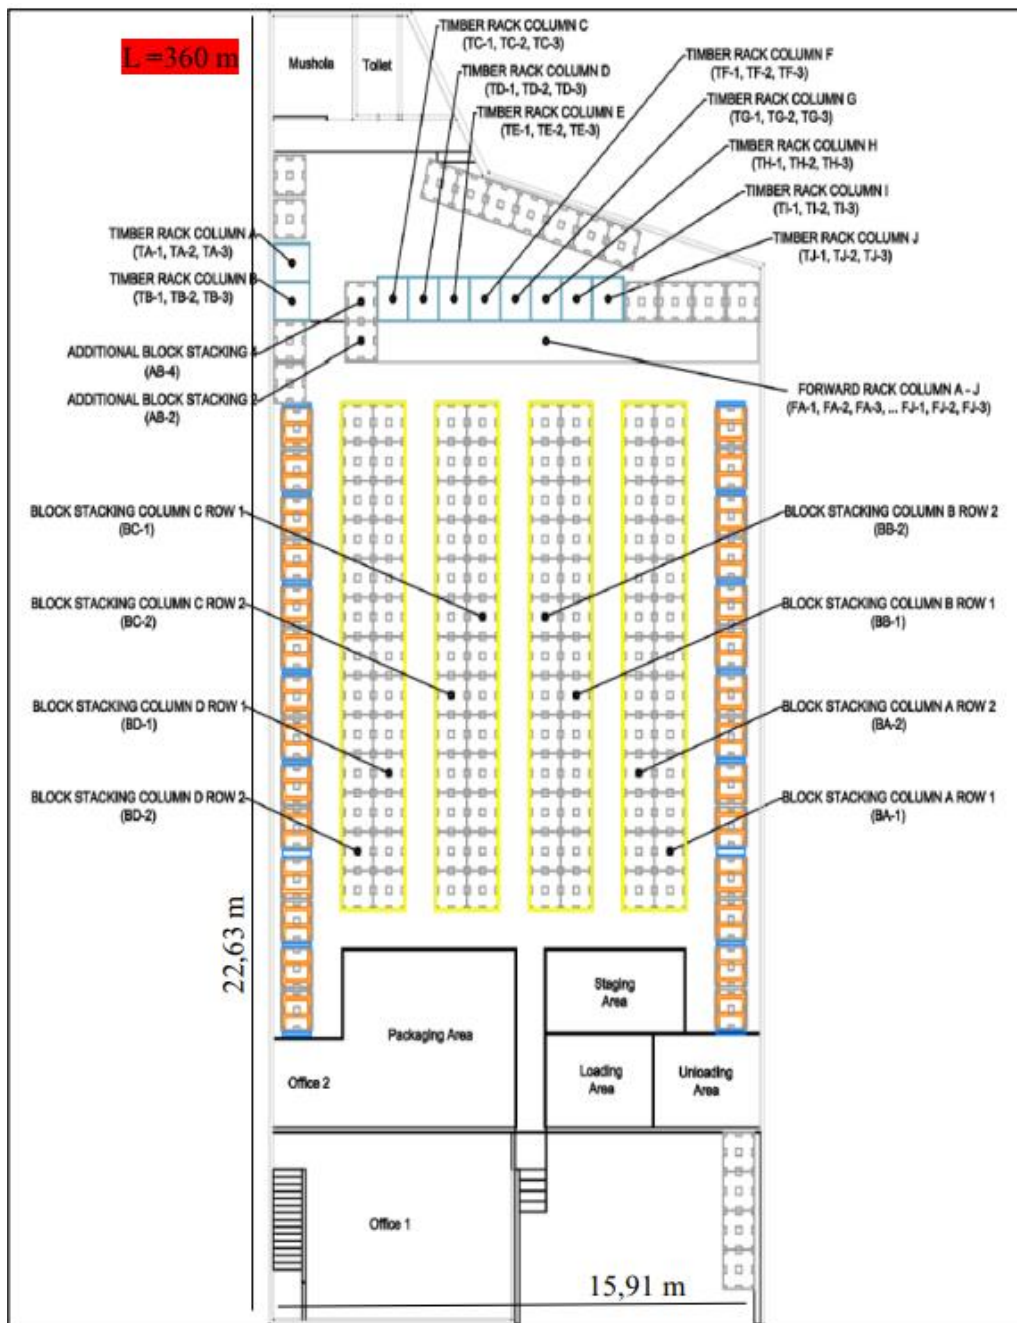 L =360 m
Mushola
Toilet
TIMBER RACK COLUMN C
(TC-1, TC-2, TC-3)
TIMBER RACK COLUMN D
(TD-1, TD-2, TD-3)
TIMBER RACK COLUMN E
(TE-1, TE-2, TE-3)
TIMBER RACK COLUMN F
(TF-1, TF-2, TF-3)
TIMBER RACK COLUMN G
(TG-1, TG-2, TG-3)
TIMBER RACK COLUMN H
(TH-1, TH-2, TH-3)
TIMBER RACK COLUMN I
(TI-1, TI-2, TI-3)
TIMBER RACK COLUMN J
(TJ-1, TJ-2, TJ-3)
TIMBER RACK COLUMN A
(TA-1, TA-2, TA-3)
TIMBER RACK COLUMN B
(TB-1, TB-2, TB-3)
ADDITIONAL BLOCK STACKING 4
(AB-4)
ADDITIONAL BLOCK STACKING 2
(AB-2)
FORWARD RACK COLUMN A - J
(FA-1, FA-2, FA-3, ... FJ-1, FJ-2, FJ-3)
BLOCK STACKING COLUMN C ROW 1
(BC-1)
BLOCK STACKING COLUMN C ROW 2
(BC-2)
BLOCK STACKING COLUMN D ROW 1
(BD-1)
BLOCK STACKING COLUMN D ROW 2
(BD-2)
BLOCK STACKING COLUMN B ROW 2
(BB-2)
BLOCK STACKING COLUMN B ROW 1
(BB-1)
BLOCK STACKING COLUMN A ROW 2
(BA-2)
BLOCK STACKING COLUMN A ROW 1
(BA-1)
22,63 m
Staging
Area
Packaging Area
Loading
Area
Unloading
Area
Office 2
Office 1
15,91 m